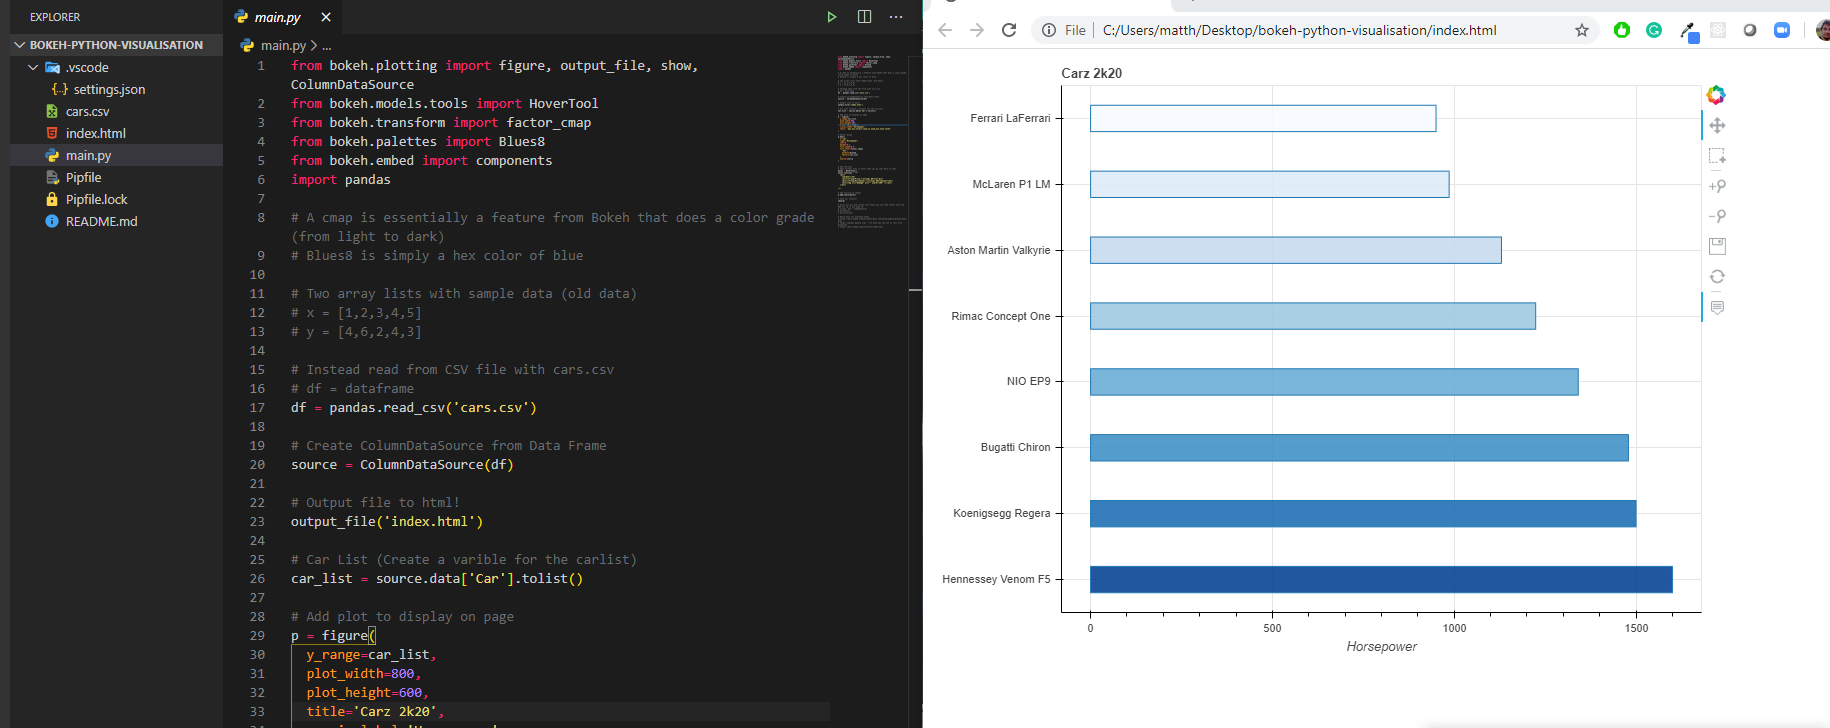 EXPLORER
BOKEH-PYTHON-VISUALISATION
.vscode
{..} settings.json
cars.csv
index.html
main.py
Pipfile
Pipfile.lock
README.md
main.py
main.py > ...
1 from bokeh.plotting import figure, output_file, show,
ColumnDataSource
2 from bokeh.models.tools import HoverTool
3 from bokeh.transform import factor_cmap
4 from bokeh.palettes import Blues8
5 from bokeh.embed import components
6 import pandas
7
8 # A cmap is essentially a feature from Bokeh that does a color grade
(from light to dark)
9 # Blues8 is simply a hex color of blue
10
11 # Two array lists with sample data (old data)
12 # x = [1,2,3,4,5]
13 # y = [4,6,2,4,3]
14
15 # Instead read from CSV file with cars.csv
16 # df = dataframe
17 df = pandas.read_csv('cars.csv')
18
19 # Create ColumnDataSource from Data Frame
20 source = ColumnDataSource(df)
21
22 # Output file to html!
23 output_file('index.html')
24
25 # Car List (Create a varible for the carlist)
26 car_list = source.data['Car'].tolist()
27
28 # Add plot to display on page
29 p = figure(
30 y_range=car_list,
31 plot_width=800,
32 plot_height=600,
33 title='Carz 2k20',
File C:/Users/matth/Desktop/bokeh-python-visualisation/index.html
Carz 2k20
Ferrari LaFerrari
McLaren P1 LM
Aston Martin Valkyrie
Rimac Concept One
NIO EP9
Bugatti Chiron
Koenigsegg Regera
Hennessey Venom F5
0 500 1000 1500
Horsepower